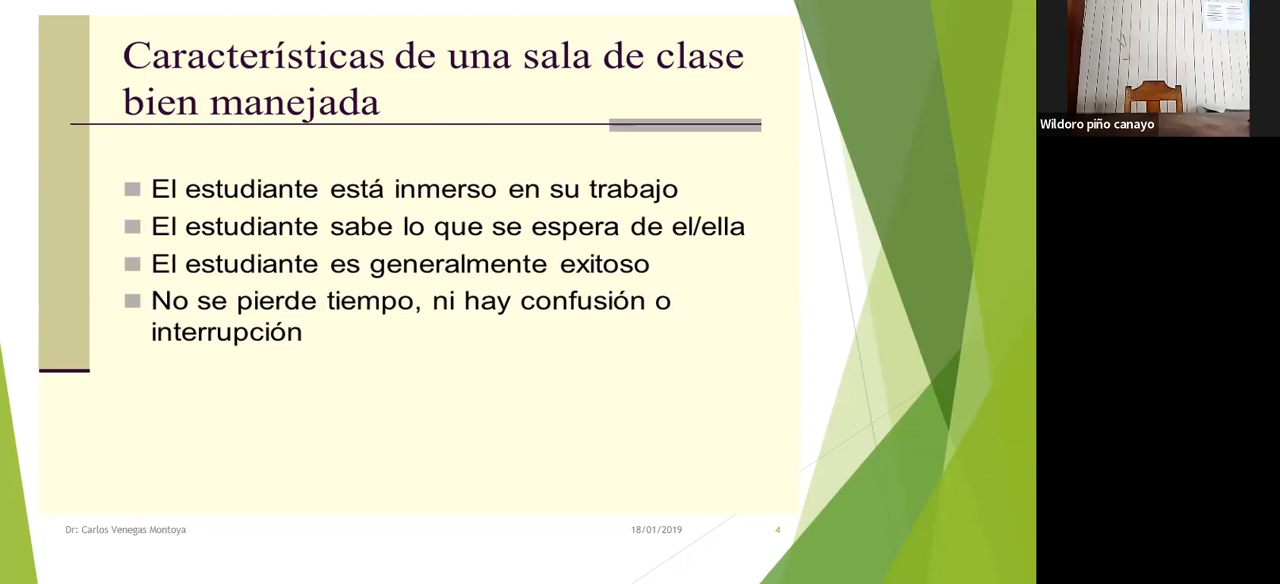 Características de una sala de clase
bien manejada
El estudiante está inmerso en su trabajo
El estudiante sabe lo que se espera de el/ella
El estudiante es generalmente exitoso
No se pierde tiempo, ni hay confusión o
interrupción
Dr: Carlos Venegas Montoya
18/01/2019
4
Wildoro piño canayo